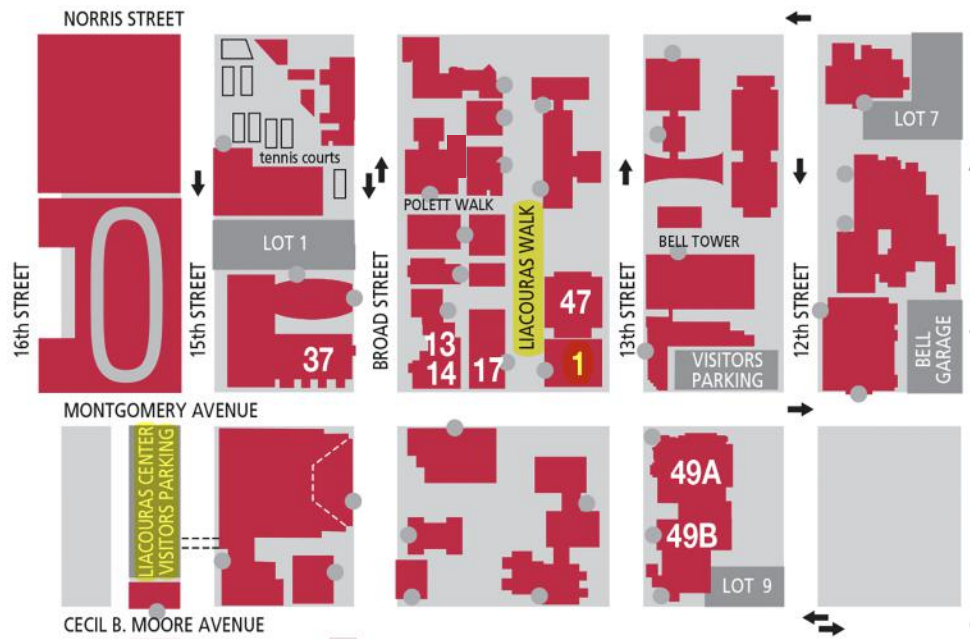 NORRIS STREET
LOT 7
tennis courts
POLETT WALK
LOT 1
BELL TOWER
16th STREET
15th STREET
BROAD STREET
LIACOURAS WALK
13th STREET
12th STREET
47
13
14
17
37
1
VISITORS
PARKING
BELL
GARAGE
MONTGOMERY AVENUE
LIACOURAS CENTER
VISITORS PARKING
49A
49B
LOT 9
CECIL B. MOORE AVENUE